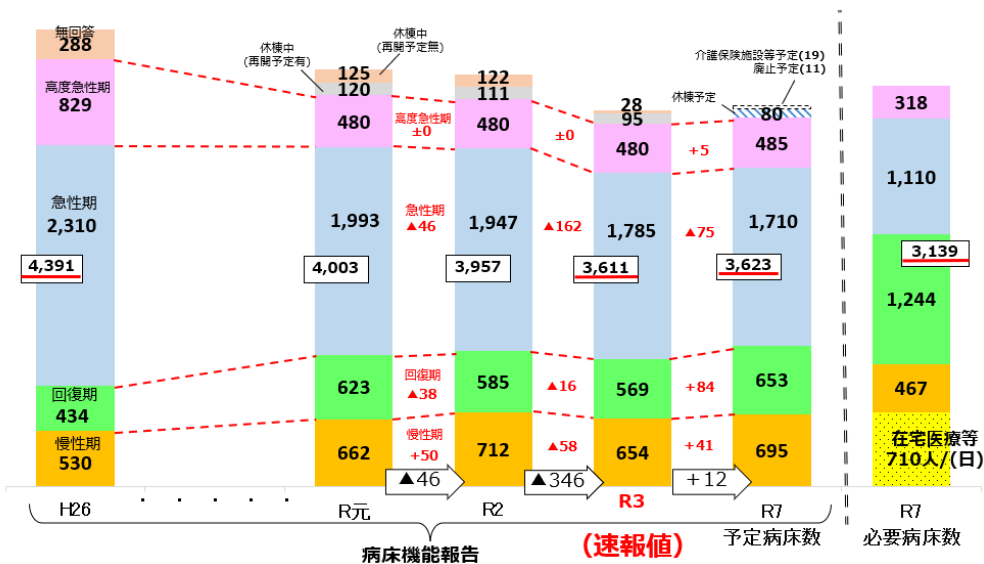 無回答
288
高度急性期
829
急性期
2,310
4,391
回復期
434
慢性期
530
休棟中
(再開予定有)
休棟中
(再開予定無)
125
120
480
1,993
4,003
623
662
高度急性期
±0
急性期
▲46
回復期
▲38
慢性期
+50
▲46
122
111
480
1,947
3,957
585
712
±0
▲162
▲16
▲58
▲346
28
95
480
1,785
3,611
569
654
+5
▲75
+84
+41
+12
介護保険施設等予定(19)
廃止予定(11)
休棟予定
80
485
1,710
3,623
653
695
318
1,110
3,139
1,244
467
在宅医療等
710人/(日)
H26
・ ・ ・ ・ ・
R元
R2
R3
(速報値)
R7
予定病床数
R7
必要病床数
病床機能報告